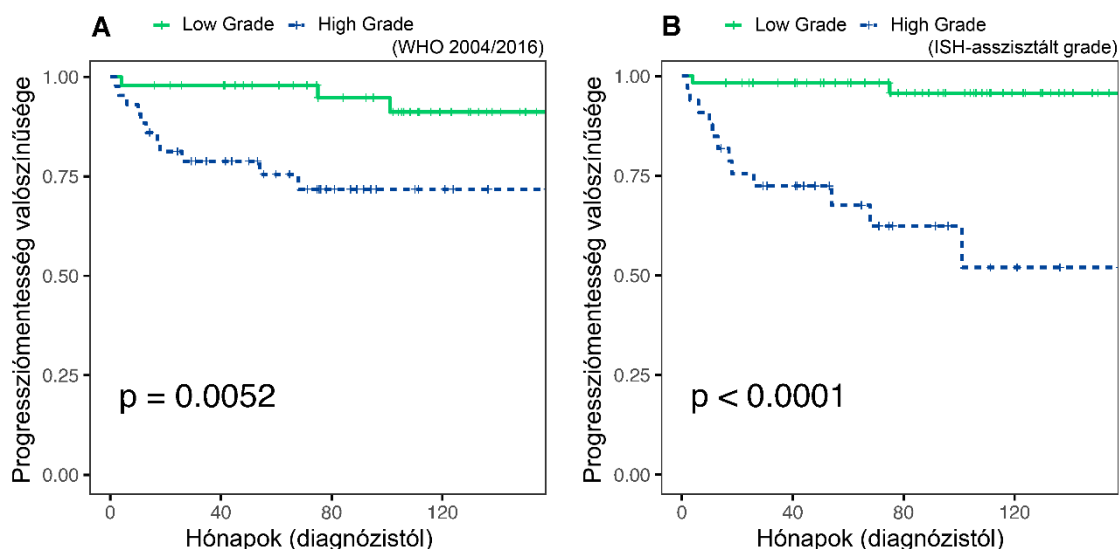 A
Low Grade High Grade
(WHO 2004/2016)
Progressziómentesség valószínűsége
1.00
0.75
0.50
0.25
0.00
p = 0.0052
0 40 80 120
Hónapok (diagnózistól)
B
Low Grade High Grade
(ISH-asszisztált grade)
Progressziómentesség valószínűsége
1.00
0.75
0.50
0.25
0.00
p < 0.0001
0 40 80 120
Hónapok (diagnózistól)